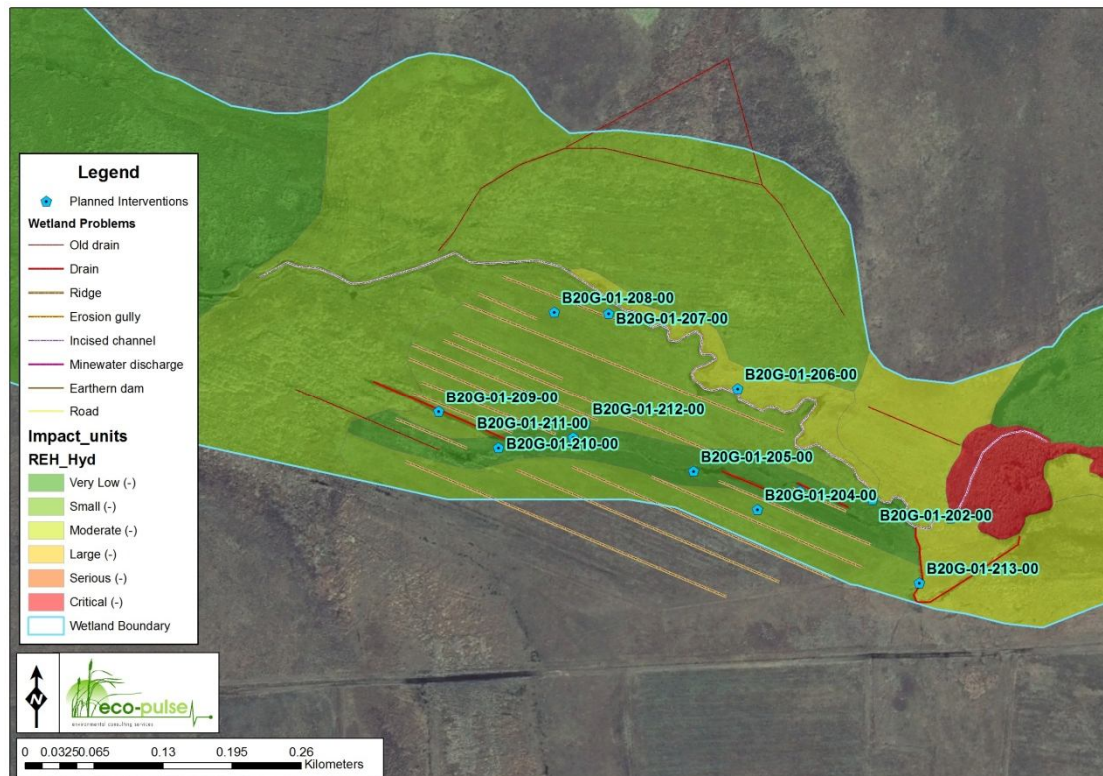 Legend
Planned Interventions
Wetland Problems
Old drain
Drain
Ridge
Erosion gully
Incised channel
Minewater discharge
Earthern dam
Road
Impact_units
REH_Hyd
Very Low (-)
Small (-)
Moderate (-)
Large (-)
Serious (-)
Critical (-)
Wetland Boundary
B20G-01-208-00
B20G-01-207-00
B20G-01-206-00
B20G-01-209-00
B20G-01-212-00
B20G-01-211-00
B20G-01-210-00
B20G-01-205-00
B20G-01-204-00
B20G-01-202-00
B20G-01-213-00
N
eco-pulse
environmental consulting services
0 0.0325 0.065 0.13 0.195 0.26
Kilometers